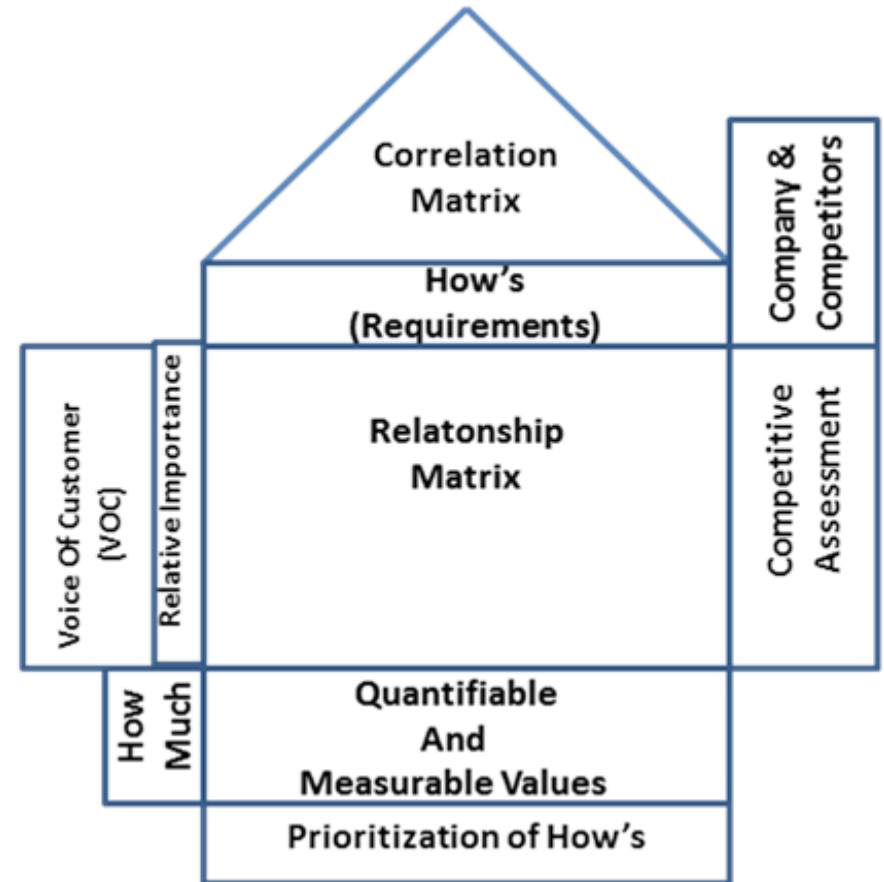 Correlation
Matrix
Company &
Competitors
How's
(Requirements)
Voice Of Customer
(VOC)
Relative Importance
Relatonship
Matrix
Competitive
Assessment
How
Much
Quantifiable
And
Measurable Values
Prioritization of How's